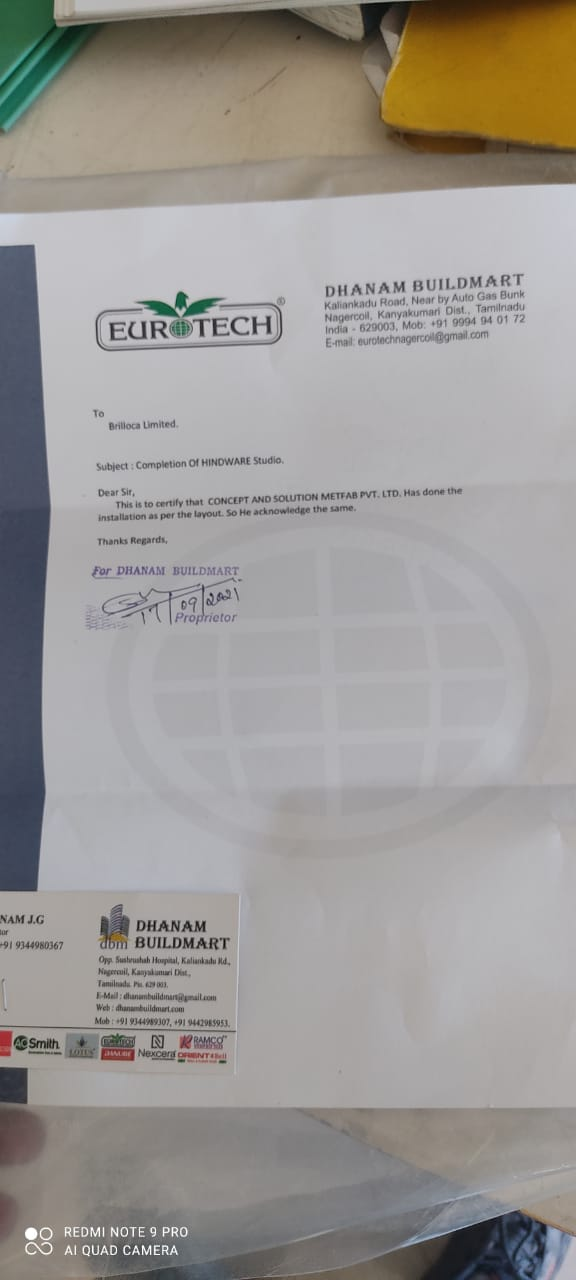 EUROTECH®
DHANAM BUILDMART
Kaliankadu Road, Near by Auto Gas Bunk
Nagercoil, Kanyakumari Dist., Tamilnadu
India - 629003, Mob: +91 9994 94 01 72
E-mail: eurotechnagercoil@gmail.com
To
Brilloca Limited.
Subject : Completion Of HINDWARE Studio.
Dear Sir,
This is to certify that CONCEPT AND SOLUTION METFAB PVT. LTD. Has done the
installation as per the layout. So He acknowledge the same.
Thanks Regards,
For DHANAM BUILDMART
17/09/2021
Proprietor
NAM J.G
tor
+91 9344980367
dbm
DHANAM
BUILDMART
Opp. Sushrushah Hospital, Kaliankadu Rd.,
Nagercoil, Kanyakumari Dist.,
Tamilnadu. Pin. 629 003.
E-Mail : dhanambuildmart@gmail.com
Web : dhanambuildmart.com
Mob : +91 9344989307, +91 9442985953.
AO Smith
LOTUS
EUROTECH
Nexcera
RAMCO
ORIENT Bell
REDMI NOTE 9 PRO
AI QUAD CAMERA